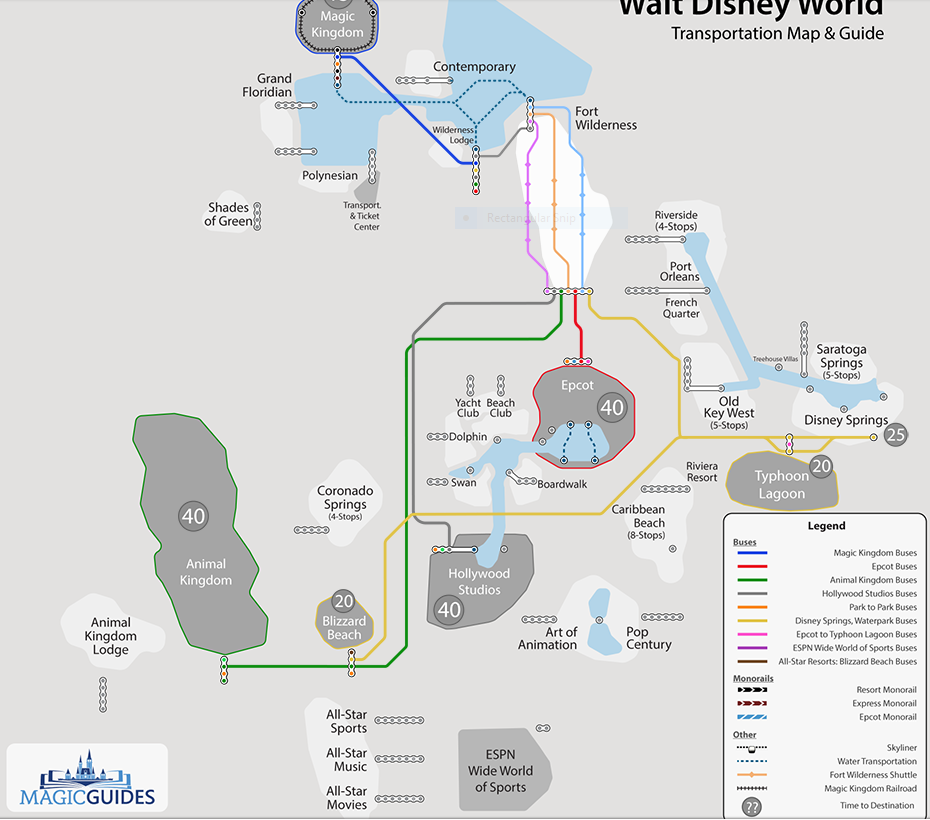 Walt Disney World
Transportation Map & Guide
Magic
Kingdom
Contemporary
Grand
Floridian
Fort
Wilderness
Wilderness
Lodge
Polynesian
Transport.
& Ticket
Center
Shades
of Green
Rectangular Snip
Riverside
(4-Stops)
Port
Orleans
French
Quarter
Treehouse Villas
Saratoga
Springs
(5-Stops)
Old
Key West
(5-Stops)
Disney Springs
25
Epcot
40
Yacht
Club
Beach
Club
Dolphin
Swan
Boardwalk
Riviera
Resort
20
Typhoon
Lagoon
Coronado
Springs
(4-Stops)
Caribbean
Beach
(8-Stops)
40
Animal
Kingdom
Hollywood
Studios
40
20
Blizzard
Beach
Animal
Kingdom
Lodge
Art of
Animation
Pop
Century
All-Star
Sports
All-Star
Music
All-Star
Movies
ESPN
Wide World
of Sports
MAGICGUIDES
Legend
Buses
Magic Kingdom Buses
Epcot Buses
Animal Kingdom Buses
Hollywood Studios Buses
Park to Park Buses
Disney Springs, Waterpark Buses
Epcot to Typhoon Lagoon Buses
ESPN Wide World of Sports Buses
All-Star Resorts: Blizzard Beach Buses
Monorails
Resort Monorail
Express Monorail
Epcot Monorail
Other
Skyliner
Water Transportation
Fort Wilderness Shuttle
Magic Kingdom Railroad
?? Time to Destination